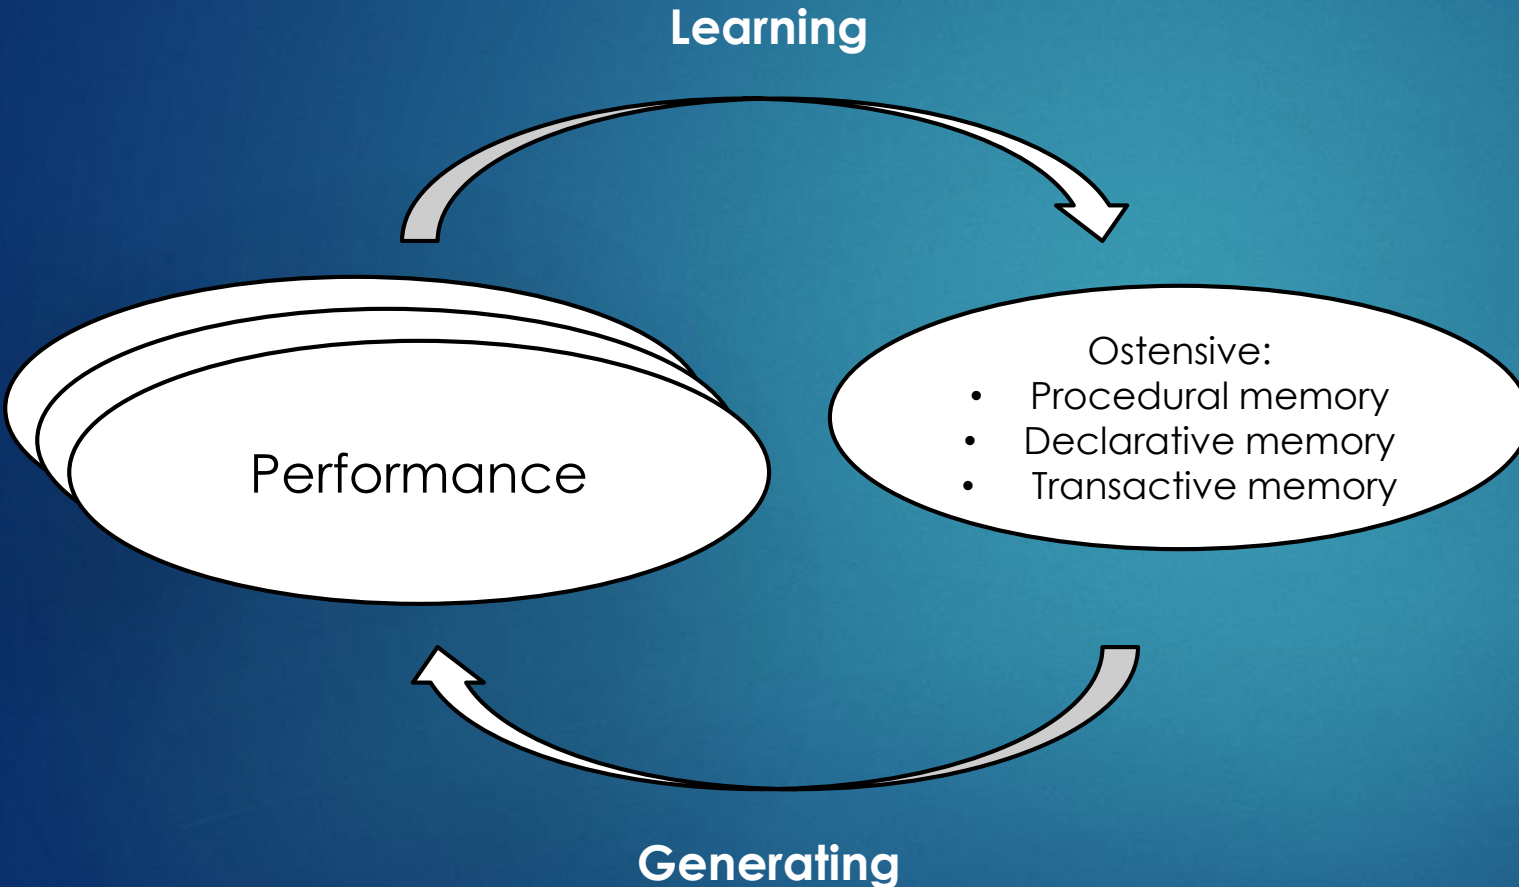 Learning
Performance
Ostensive:
• Procedural memory
• Declarative memory
• Transactive memory
Generating